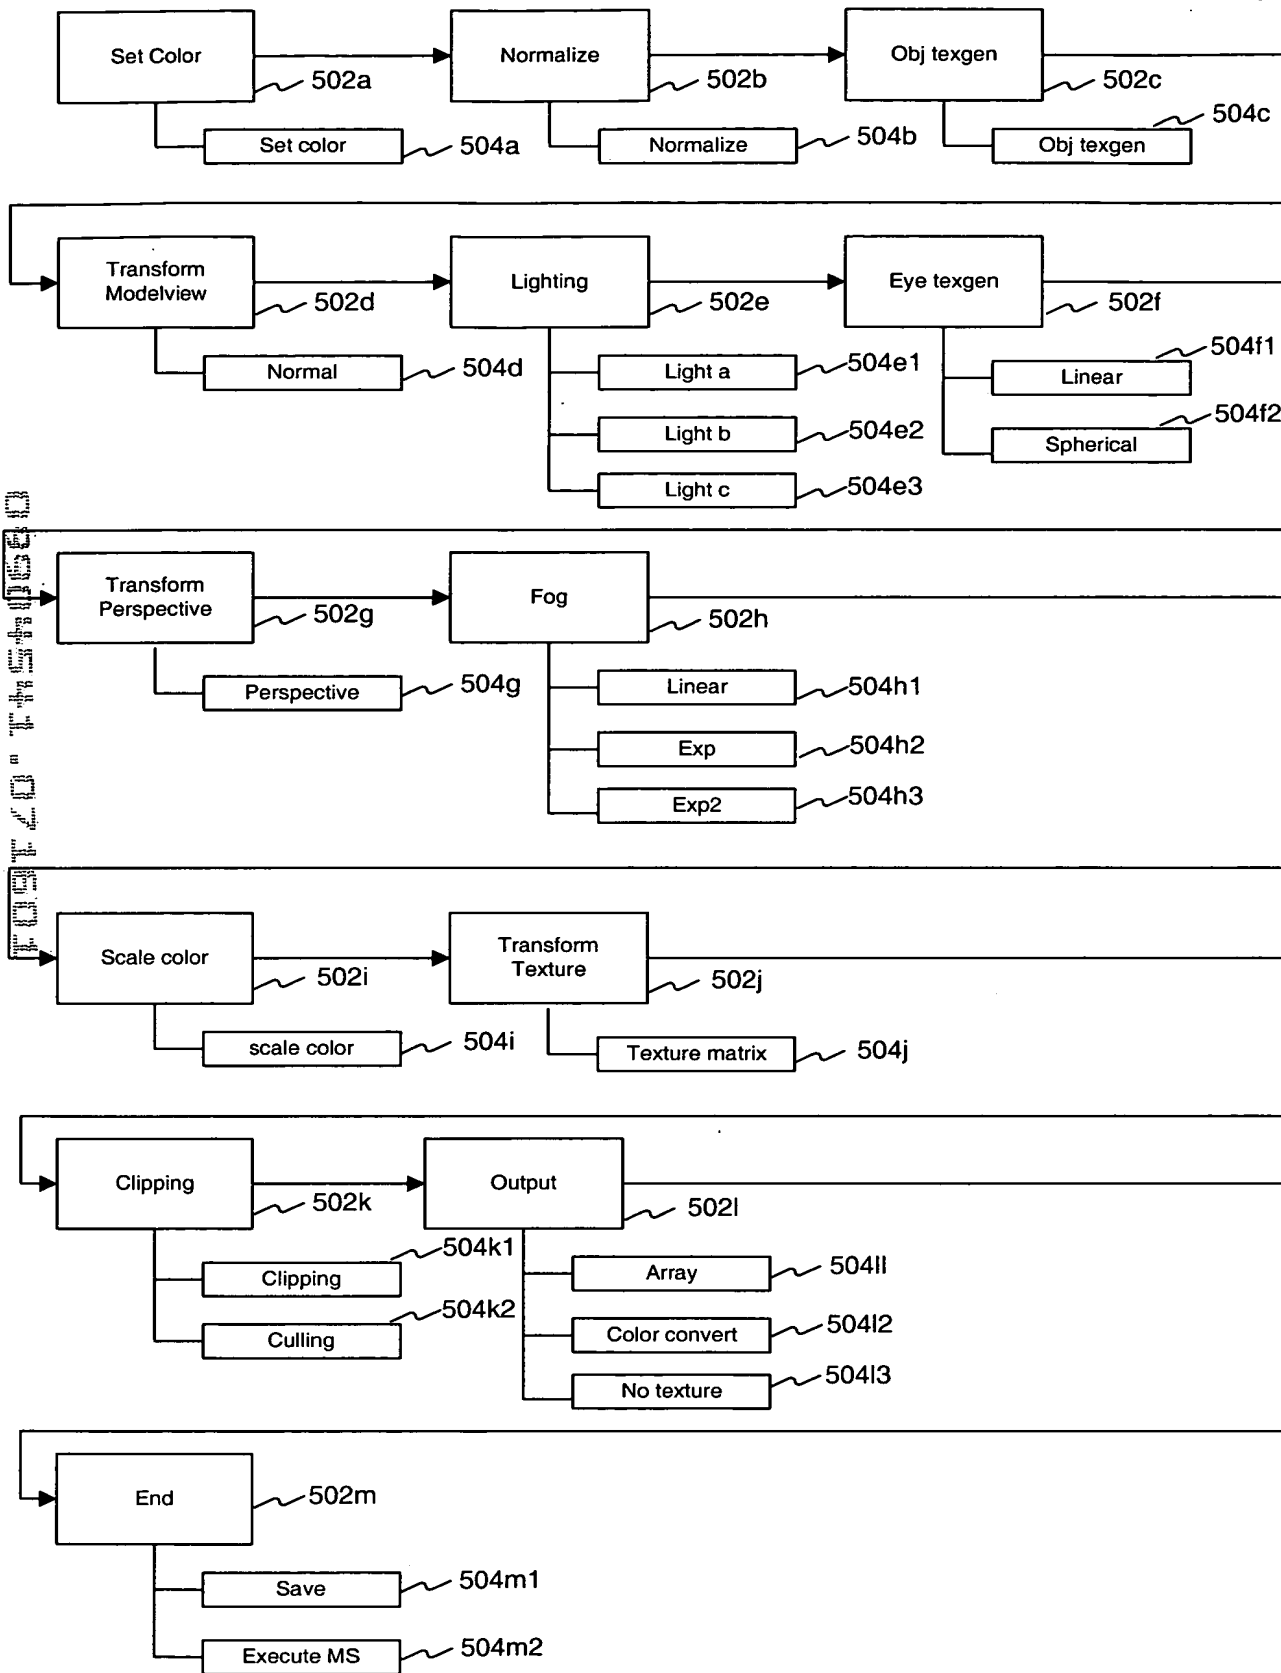 Set Color
502a
Set color
504a
Normalize
502b
Normalize
504b
Obj texgen
502c
504c
Obj texgen
Transform
Modelview
502d
Normal
504d
Lighting
502e
Light a
504e1
Light b
504e2
Light c
504e3
Eye texgen
502f
504f1
Linear
504f2
Spherical
Transform
Perspective
502g
Perspective
504g
Fog
502h
Linear
504h1
Exp
504h2
Exp2
504h3
Scale color
502i
scale color
504i
Transform
Texture
502j
Texture matrix
504j
Clipping
502k
504k1
Clipping
504k2
Culling
Output
502l
Array
504ll
Color convert
504l2
No texture
504l3
End
502m
Save
504m1
Execute MS
504m2